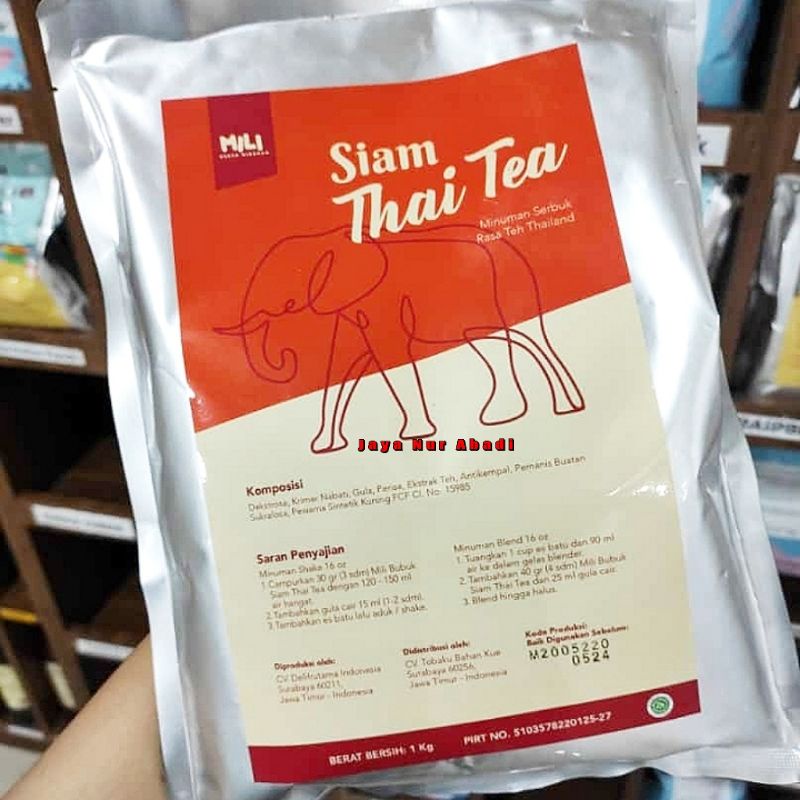 MILI
Siam
Thai Tea
Minuman Serbuk
Rasa Teh Thailand
Jaya Nur Abadi
Komposisi
Dekstrosa, Krimer Nabati, Gula, Perisa, Ekstrak Teh, Antikempal, Pemanis Buatan
Sukralosa, Pewarna Sintetik Kuning FCF CI. No. 15985
Saran Penyajian
Minuman Shake 16 oz
1. Campurkan 30 gr (3 sdm) Mili Bubuk
Siam Thai Tea dengan 120 - 150 ml
air hangat.
2. Tambahkan gula cair 15 ml (1-2 sdm).
3. Tambahkan es batu lalu aduk / shake.
Minuman Blend 16 oz
1. Tuangkan 1 cup es batu dan 90 ml
air ke dalam gelas blender.
2. Tambahkan 40 gr (4 sdm) Mili Bubuk
Siam Thai Tea dan 25 ml gula cair.
3. Blend hingga halus.
Diproduksi oleh:
CV. Delifrutama Indonesia
Surabaya 60211,
Jawa Timur - Indonesia
Didistribusi oleh:
CV. Tobaku Bahan Kue
Surabaya 60256,
Jawa Timur - Indonesia
Kode Produksi:
Baik Digunakan Sebelum:
M2005220
0524
BERAT BERSIH: 1 Kg
PIRT NO. 5103578220125-27